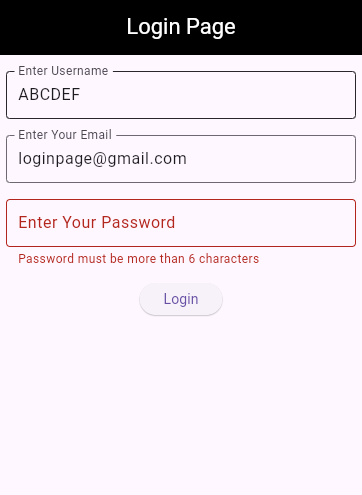 Login Page
Enter Username
ABCDEF
Enter Your Email
loginpage@gmail.com
Enter Your Password
Password must be more than 6 characters
Login